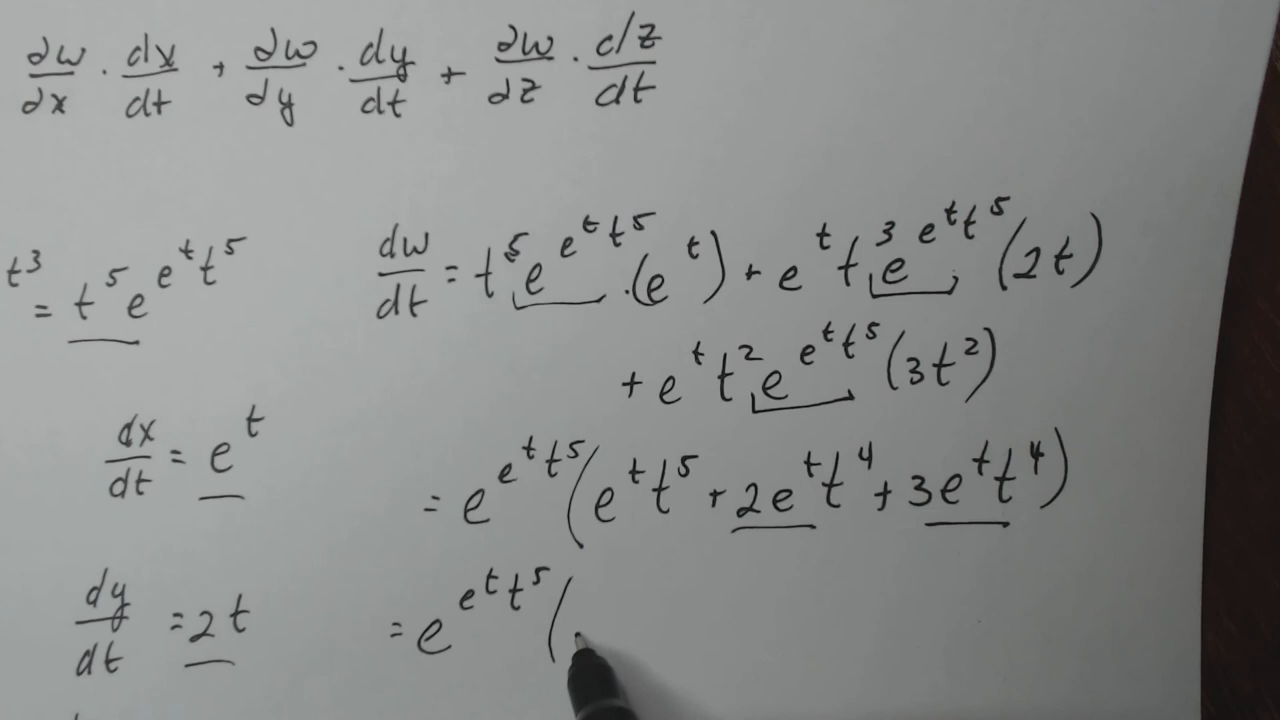 ∂w/∂x · dx/dt + ∂w/∂y · dy/dt + ∂w/∂z · dz/dt
t^3
= t^5 e^{e^t t^5}
dw/dt = t^5 e^{e^t t^5} · (e^t) + e^t t^3 e^{e^t t^5} (2t)
+ e^t t^2 e^{e^t t^5} (3t^2)
dx/dt = e^t
= e^{e^t t^5} (e^t t^5 + 2e^t t^4 + 3e^t t^4)
dy/dt = 2t
= e^{e^t t^5} (